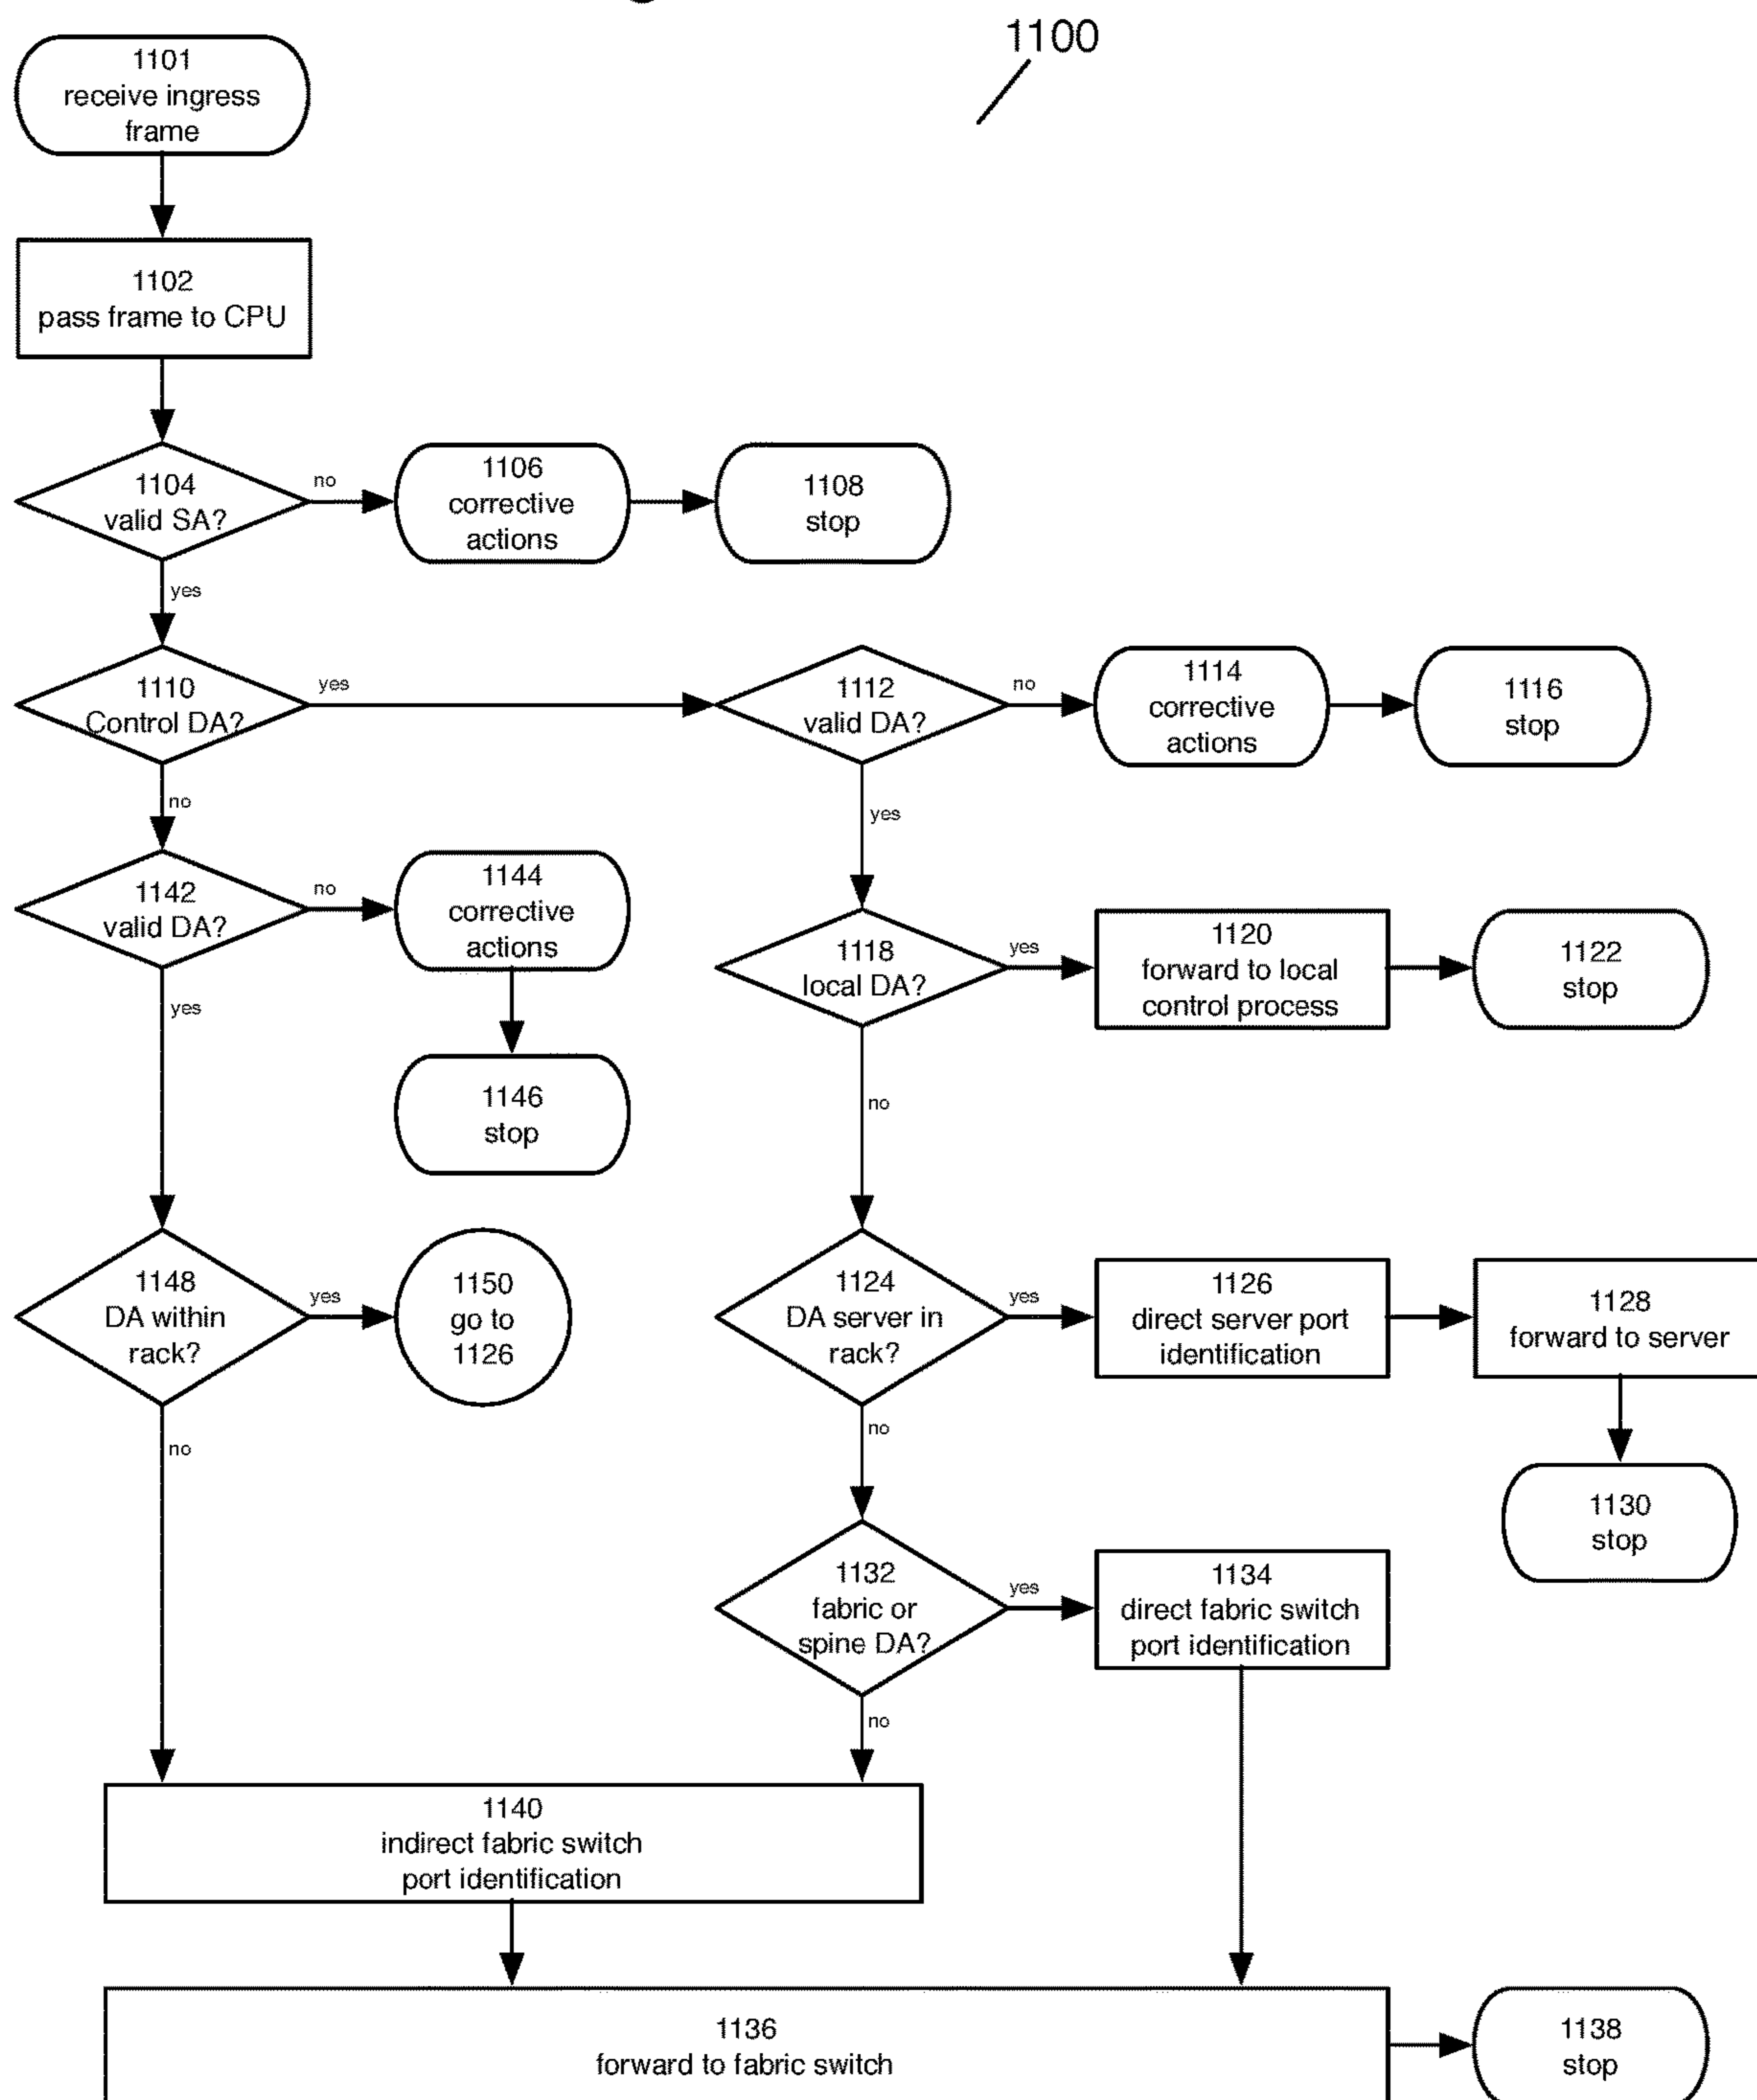 1100
1101
receive ingress
frame
1102
pass frame to CPU
1104
valid SA?
no
1106
corrective
actions
1108
stop
yes
1110
Control DA?
yes
1112
valid DA?
no
1114
corrective
actions
1116
stop
no
yes
1142
valid DA?
no
1144
corrective
actions
1118
local DA?
yes
1120
forward to local
control process
1122
stop
yes
1146
stop
no
1148
DA within
rack?
yes
1150
go to
1126
1124
DA server in
rack?
yes
1126
direct server port
identification
1128
forward to server
no
no
1130
stop
1132
fabric or
spine DA?
yes
1134
direct fabric switch
port identification
no
1140
indirect fabric switch
port identification
1136
forward to fabric switch
1138
stop